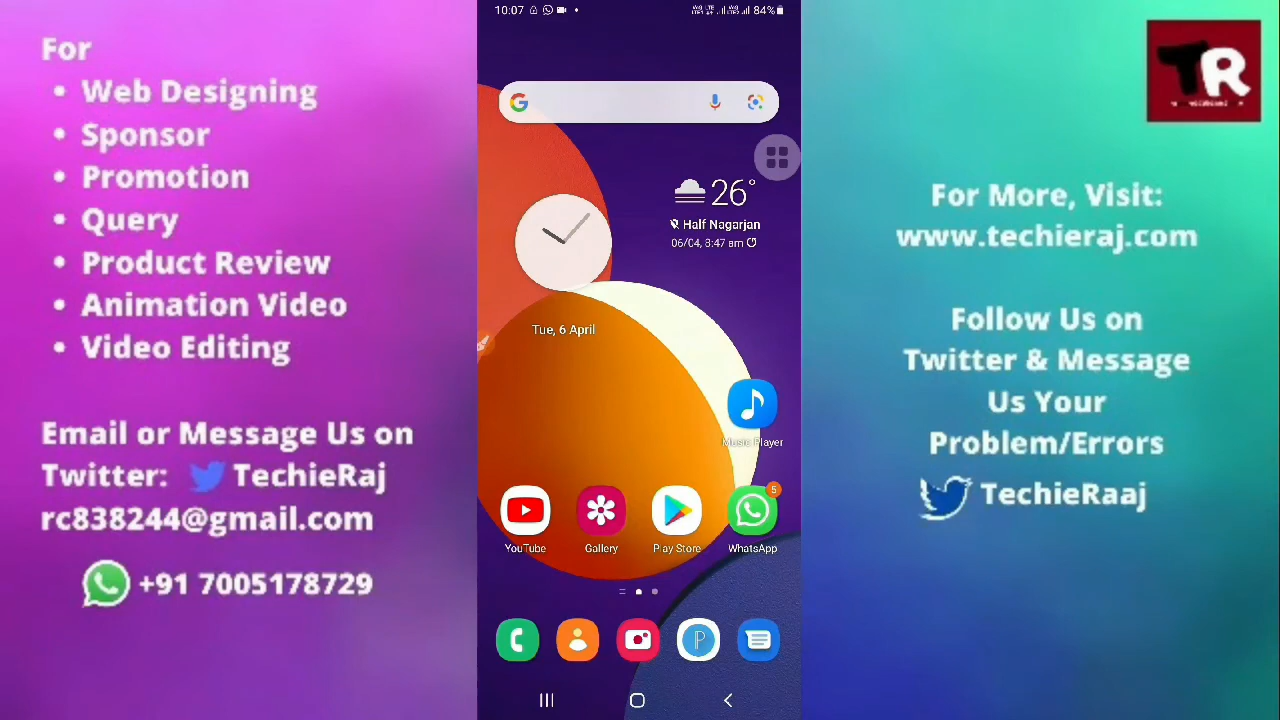 For
• Web Designing
• Sponsor
• Promotion
• Query
• Product Review
• Animation Video
• Video Editing
Email or Message Us on
Twitter: TechieRaj
rc838244@gmail.com
+91 7005178729
10:07
84%
26°
Half Nagarjan
06/04, 8:47 am
Tue, 6 April
Music Player
5
YouTube
Gallery
Play Store
WhatsApp
TR
For More, Visit:
www.techieraj.com
Follow Us on
Twitter & Message
Us Your
Problem/Errors
TechieRaaj